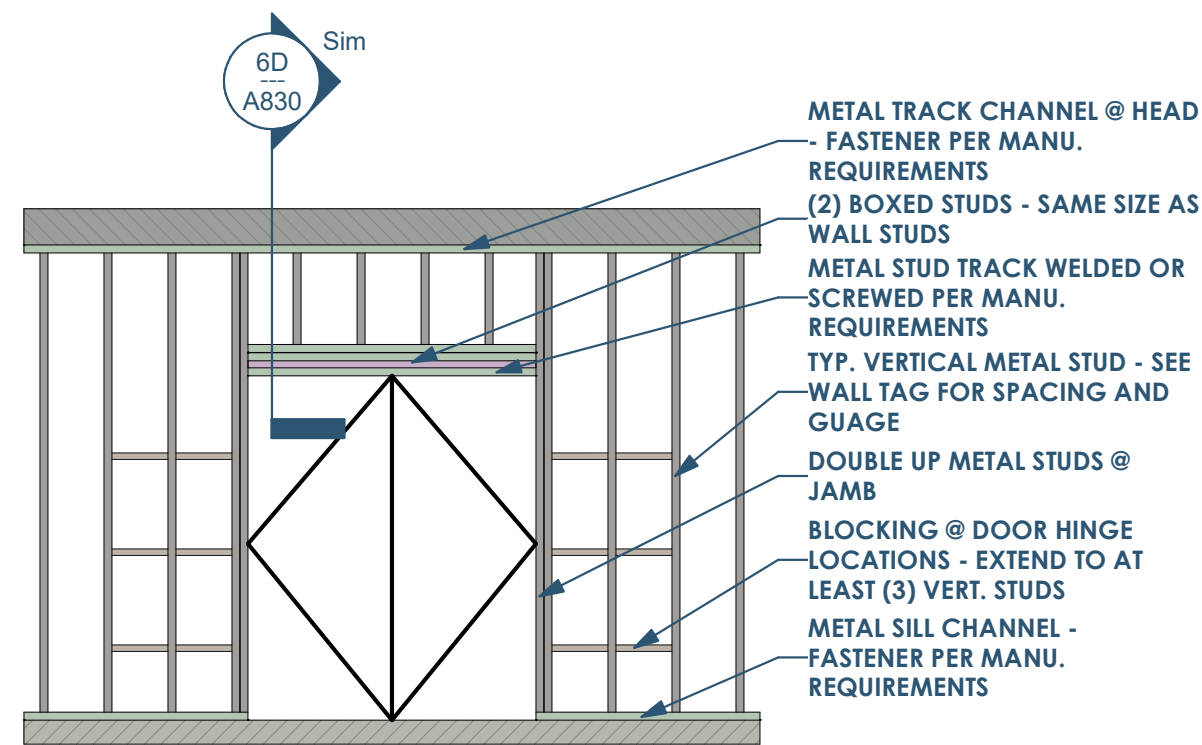 6D
---
A830
Sim
METAL TRACK CHANNEL @ HEAD
- FASTENER PER MANU.
REQUIREMENTS
(2) BOXED STUDS - SAME SIZE AS
WALL STUDS
METAL STUD TRACK WELDED OR
SCREWED PER MANU.
REQUIREMENTS
TYP. VERTICAL METAL STUD - SEE
WALL TAG FOR SPACING AND
GUAGE
DOUBLE UP METAL STUDS @
JAMB
BLOCKING @ DOOR HINGE
LOCATIONS - EXTEND TO AT
LEAST (3) VERT. STUDS
METAL SILL CHANNEL -
FASTENER PER MANU.
REQUIREMENTS